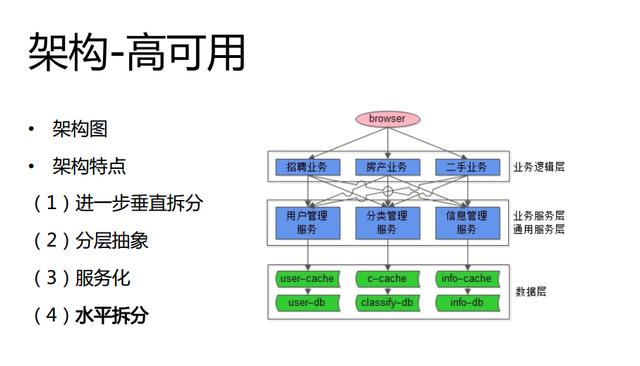 架构-高可用
• 架构图
• 架构特点
（1）进一步垂直拆分
（2）分层抽象
（3）服务化
（4）水平拆分
browser
招聘业务 房产业务 二手业务 业务逻辑层
用户管理 分类管理 信息管理 业务服务层
服务 服务 服务 通用服务层
user-cache c-cache info-cache
数据层
user-db classify-db info-db